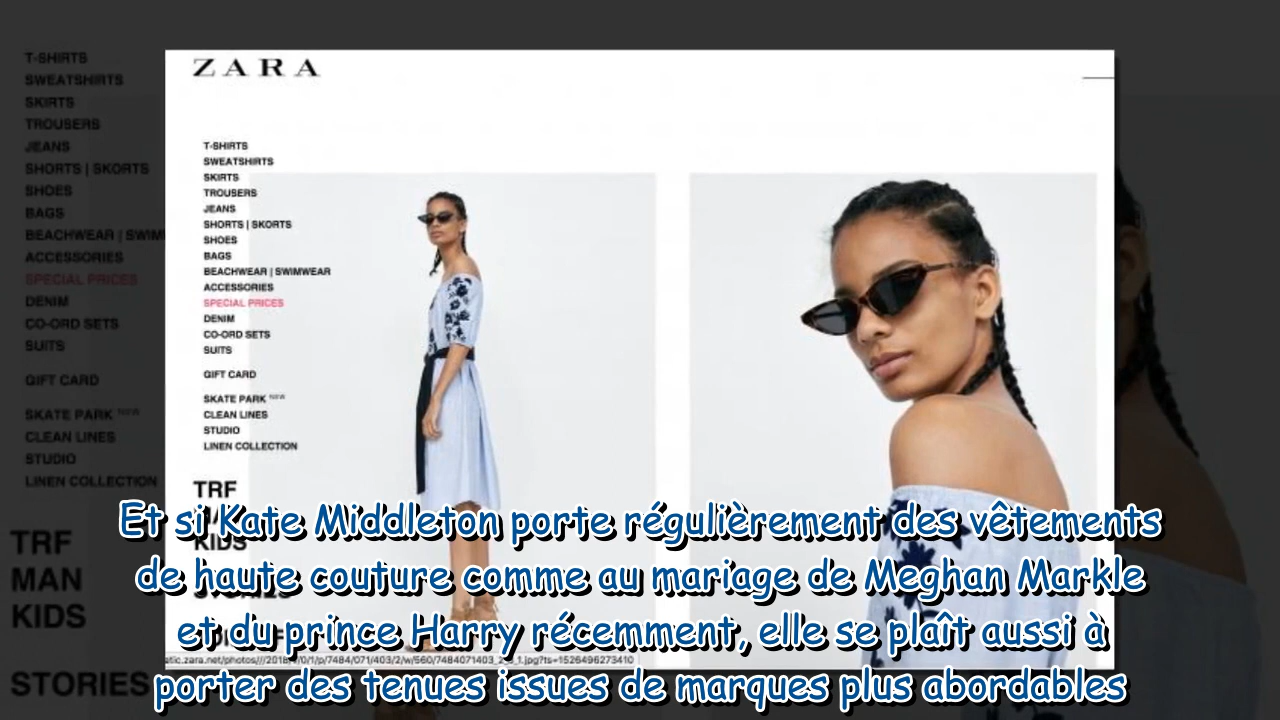 T-SHIRTS
SWEATSHIRTS
SKIRTS
TROUSERS
JEANS
SHORTS | SKORTS
SHOES
BAGS
BEACHWEAR | SWIM
ACCESSORIES
SPECIAL PRICES
DENIM
CO-ORD SETS
SUITS
GIFT CARD
SKATE PARK NEW
CLEAN LINES
STUDIO
LINEN COLLECTION
TRF
MAN
KIDS
STORIES
ZARA
T-SHIRTS
SWEATSHIRTS
SKIRTS
TROUSERS
JEANS
SHORTS | SKORTS
SHOES
BAGS
BEACHWEAR | SWIMWEAR
ACCESSORIES
SPECIAL PRICES
DENIM
CO-ORD SETS
SUITS
GIFT CARD
SKATE PARK NEW
CLEAN LINES
STUDIO
LINEN COLLECTION
TRF
KIDS
Et si Kate Middleton porte régulièrement des vêtements
de haute couture comme au mariage de Meghan Markle
et du prince Harry récemment, elle se plaît aussi à
porter des tenues issues de marques plus abordables